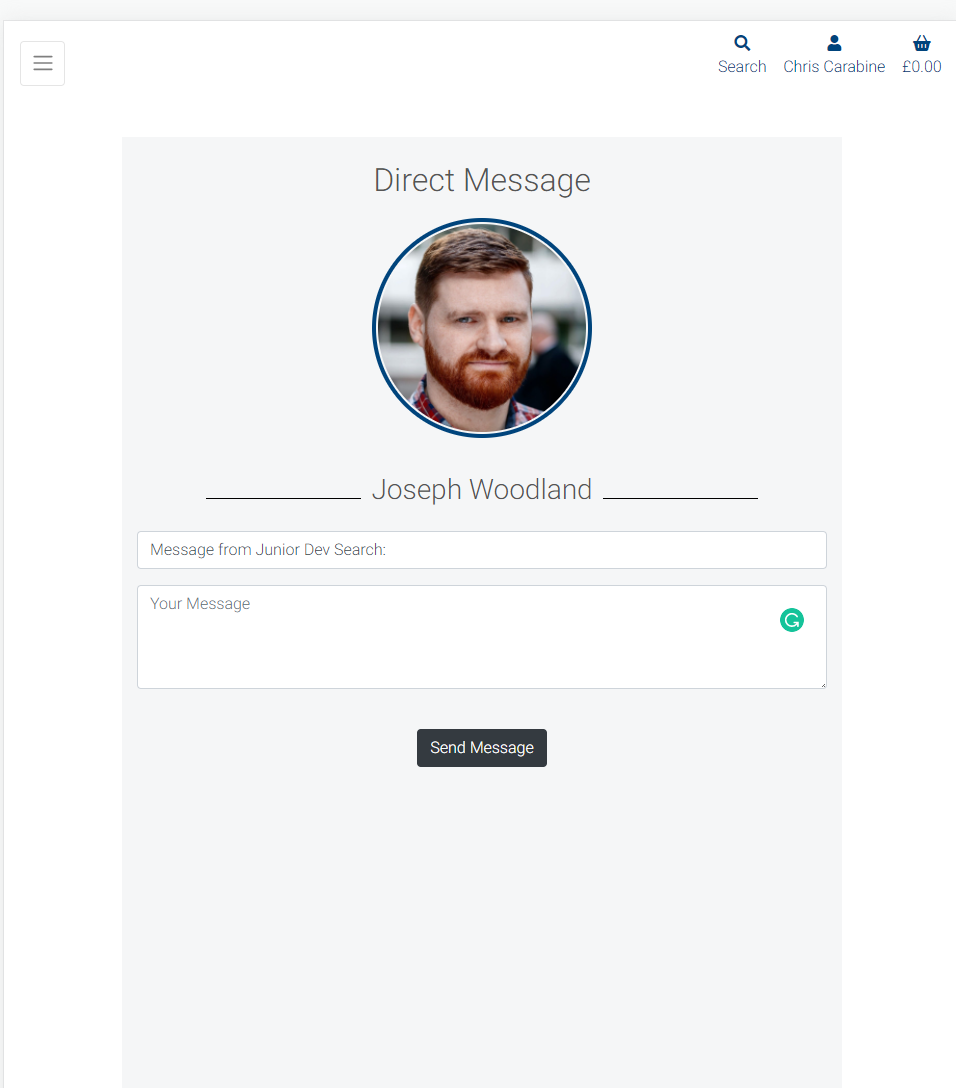 Search
Chris Carabine
£0.00
Direct Message
Joseph Woodland
Message from Junior Dev Search:
Your Message
Send Message